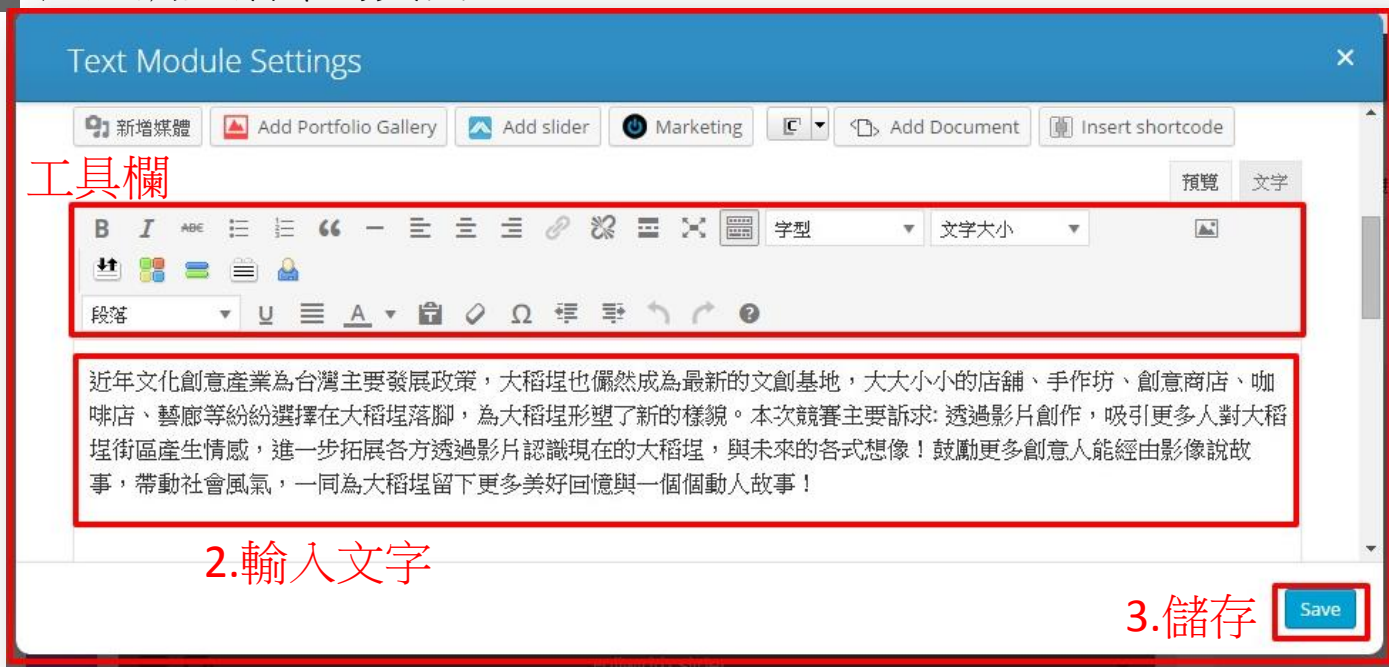 Text Module Settings
×
新增媒體 Add Portfolio Gallery Add slider Marketing C Add Document Insert shortcode
工具欄
預覽 文字
B I ABE 字型 文字大小
段落 U A Ω
近年文化創意產業為台灣主要發展政策，大稻埕也儼然成為最新的文創基地，大大小小的店舖、手作坊、創意商店、咖
啡店、藝廊等紛紛選擇在大稻埕落腳，為大稻埕形塑了新的樣貌。本次競賽主要訴求: 透過影片創作，吸引更多人對大稻
埕街區產生情感，進一步拓展各方透過影片認識現在的大稻埕，與未來的各式想像！鼓勵更多創意人能經由影像說故
事，帶動社會風氣，一同為大稻埕留下更多美好回憶與一個個動人故事！
2.輸入文字
3.儲存 Save